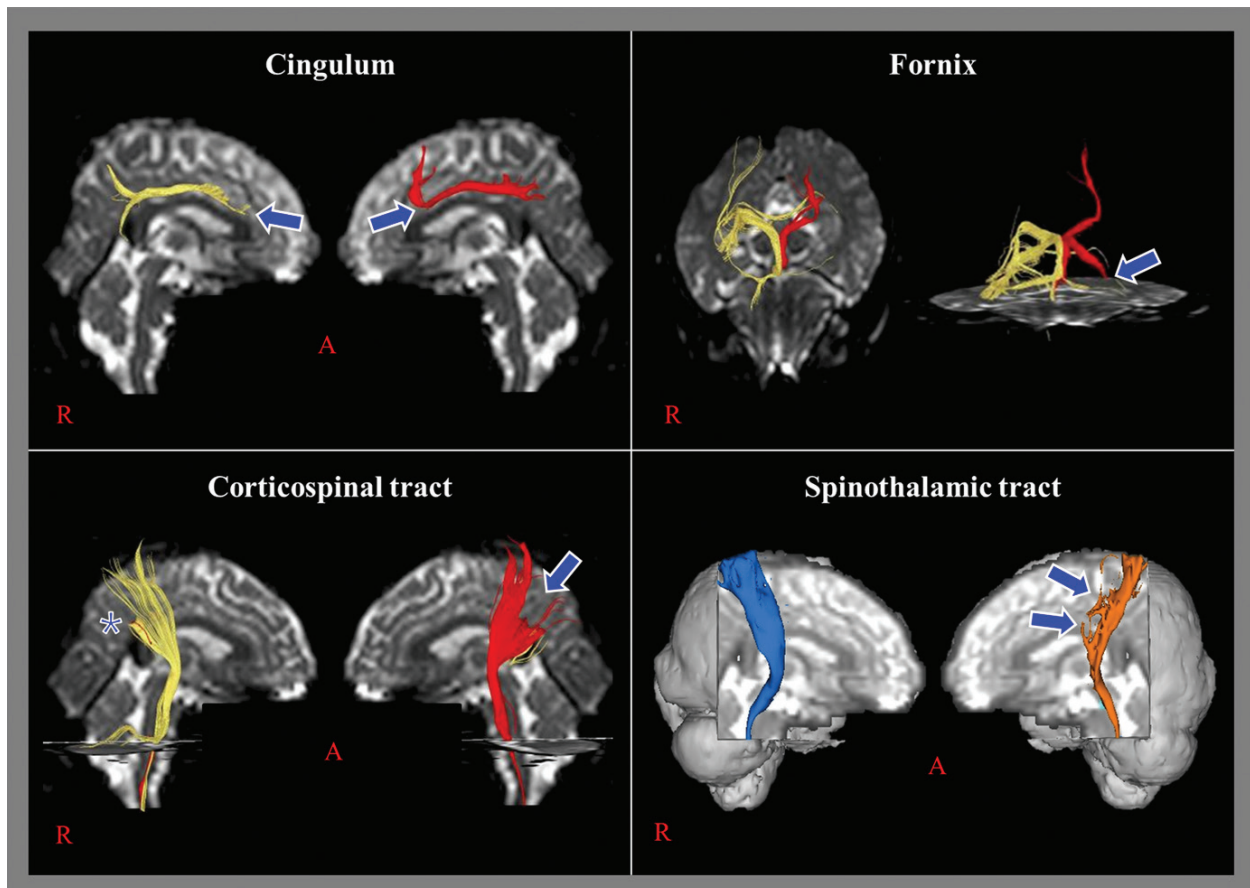 Cingulum
A
R
Fornix
R
Corticospinal tract
*
A
R
Spinothalamic tract
A
R